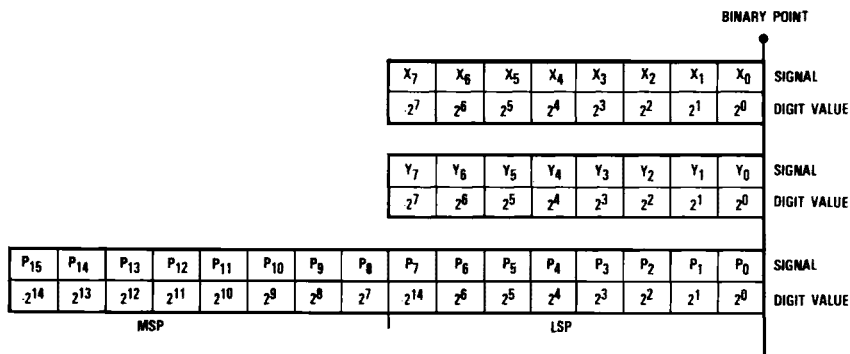 BINARY POINT
X7 X6 X5 X4 X3 X2 X1 X0 SIGNAL
-2^7 2^6 2^5 2^4 2^3 2^2 2^1 2^0 DIGIT VALUE
Y7 Y6 Y5 Y4 Y3 Y2 Y1 Y0 SIGNAL
-2^7 2^6 2^5 2^4 2^3 2^2 2^1 2^0 DIGIT VALUE
P15 P14 P13 P12 P11 P10 P9 P8 P7 P6 P5 P4 P3 P2 P1 P0 SIGNAL
-2^14 2^13 2^12 2^11 2^10 2^9 2^8 2^7 -2^14 2^6 2^5 2^4 2^3 2^2 2^1 2^0 DIGIT VALUE
MSP LSP